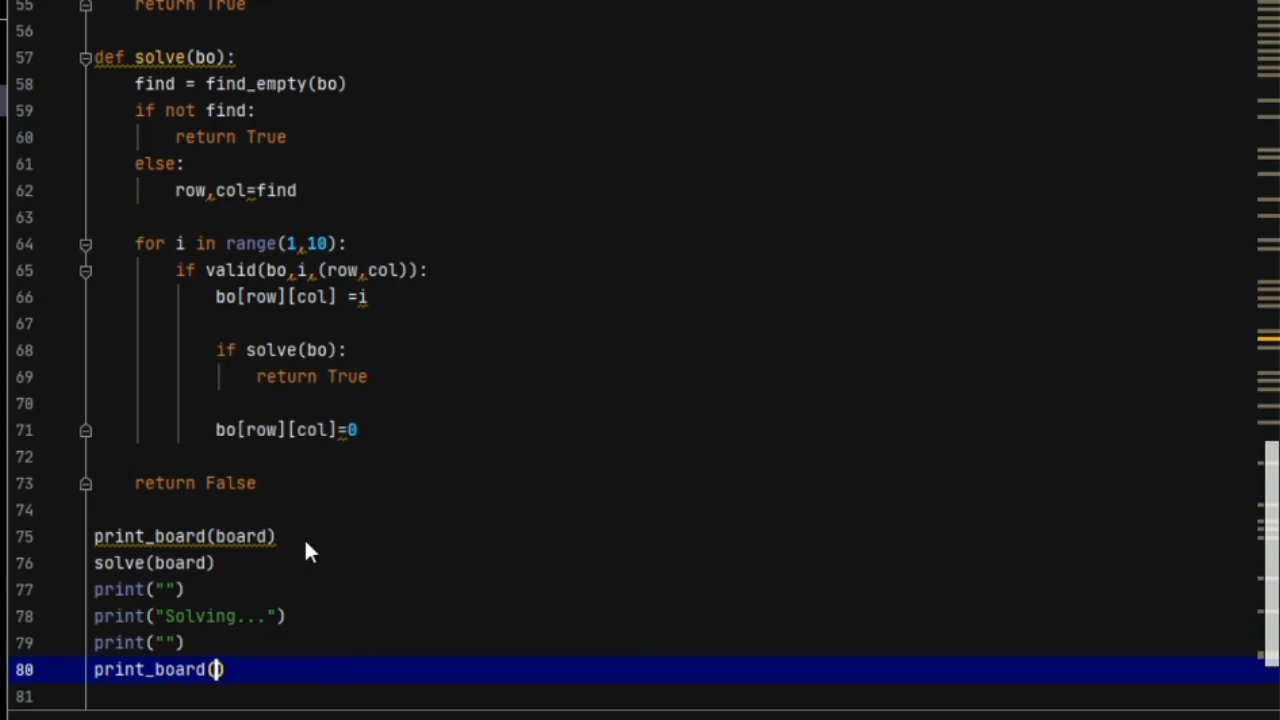 55 return True
56
57 def solve(bo):
58 find = find_empty(bo)
59 if not find:
60 return True
61 else:
62 row,col=find
63
64 for i in range(1,10):
65 if valid(bo,i,(row,col)):
66 bo[row][col] =i
67
68 if solve(bo):
69 return True
70
71 bo[row][col]=0
72
73 return False
74
75 print_board(board)
76 solve(board)
77 print("")
78 print("Solving...")
79 print("")
80 print_board()
81